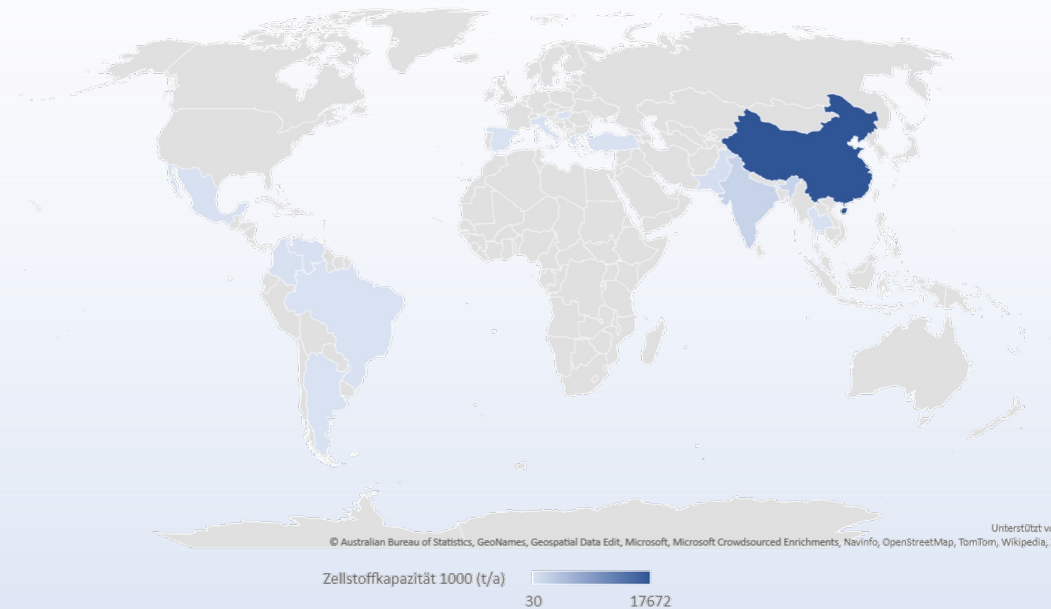 Unterstützt
© Australian Bureau of Statistics, GeoNames, Geospatial Data Edit, Microsoft, Microsoft Crowdsourced Enrichments, Navinfo, OpenStreetMap, TomTom, Wikipedia,
Zellstoffkapazität 1000 (t/a)
30 17672